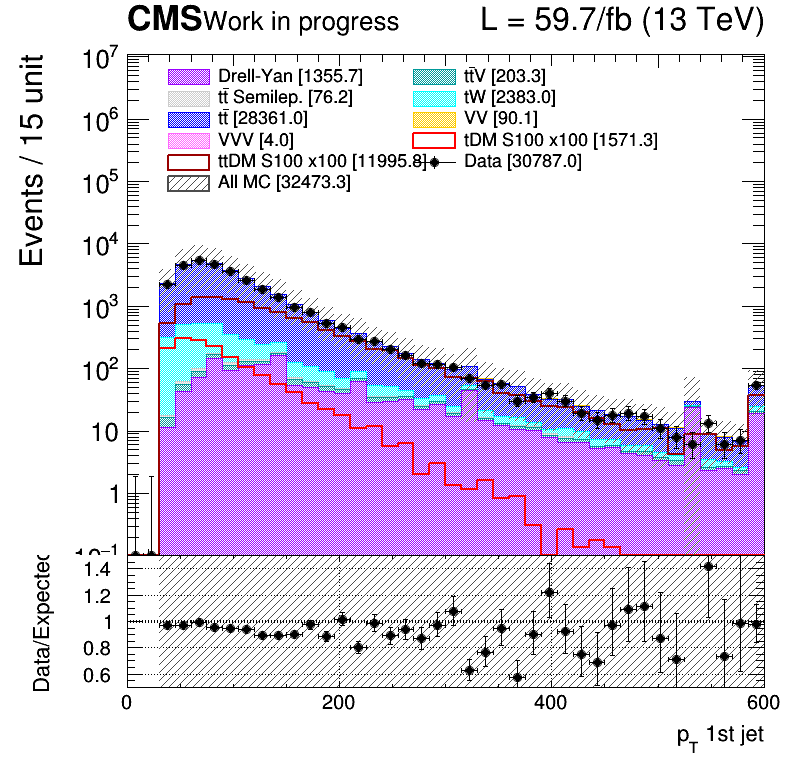 CMS Work in progress L = 59.7/fb (13 TeV)
Events / 15 unit
10⁷
10⁶
10⁵
10⁴
10³
10²
10
1
10⁻¹
Drell-Yan [1355.7]
tt̄V [203.3]
tt̄ Semilep. [76.2]
tW [2383.0]
tt̄ [28361.0]
VV [90.1]
VVV [4.0]
tDM S100 x100 [1571.3]
ttDM S100 x100 [11995.8]
Data [30787.0]
All MC [32473.3]
Data/Expected
1.4
1.2
1
0.8
0.6
0 200 400 600
p_T 1st jet